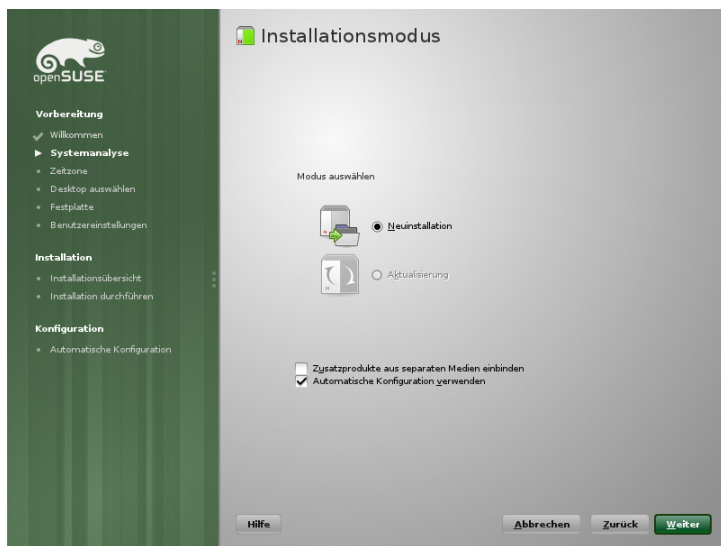 openSUSE
Vorbereitung
Willkommen
Systemanalyse
Zeitzone
Desktop auswählen
Festplatte
Benutzereinstellungen
Installation
Installationsübersicht
Installation durchführen
Konfiguration
Automatische Konfiguration
Installationsmodus
Modus auswählen
Neuinstallation
Aktualisierung
Zusatzprodukte aus separaten Medien einbinden
Automatische Konfiguration verwenden
Hilfe
Abbrechen
Zurück
Weiter